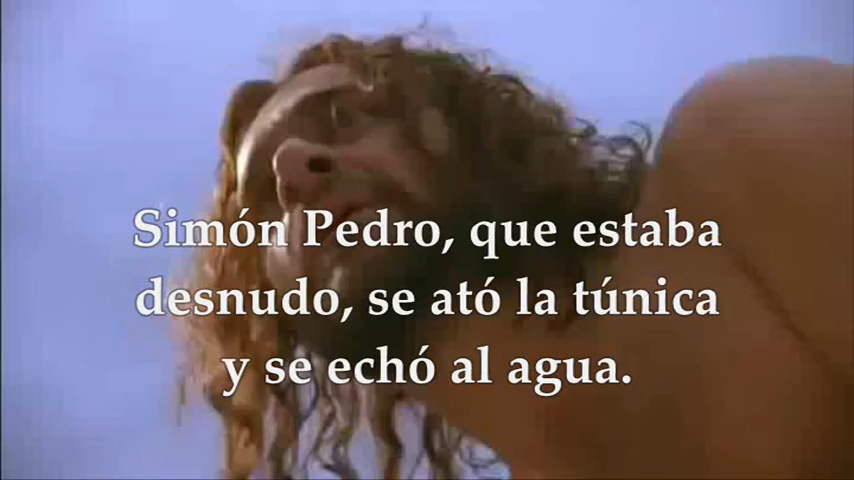 Simón Pedro, que estaba
desnudo, se ató la túnica
y se echó al agua.